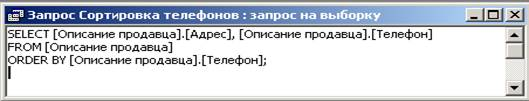 Запрос Сортировка телефонов : запрос на выборку
SELECT [Описание продавца].[Адрес], [Описание продавца].[Телефон]
FROM [Описание продавца]
ORDER BY [Описание продавца].[Телефон];